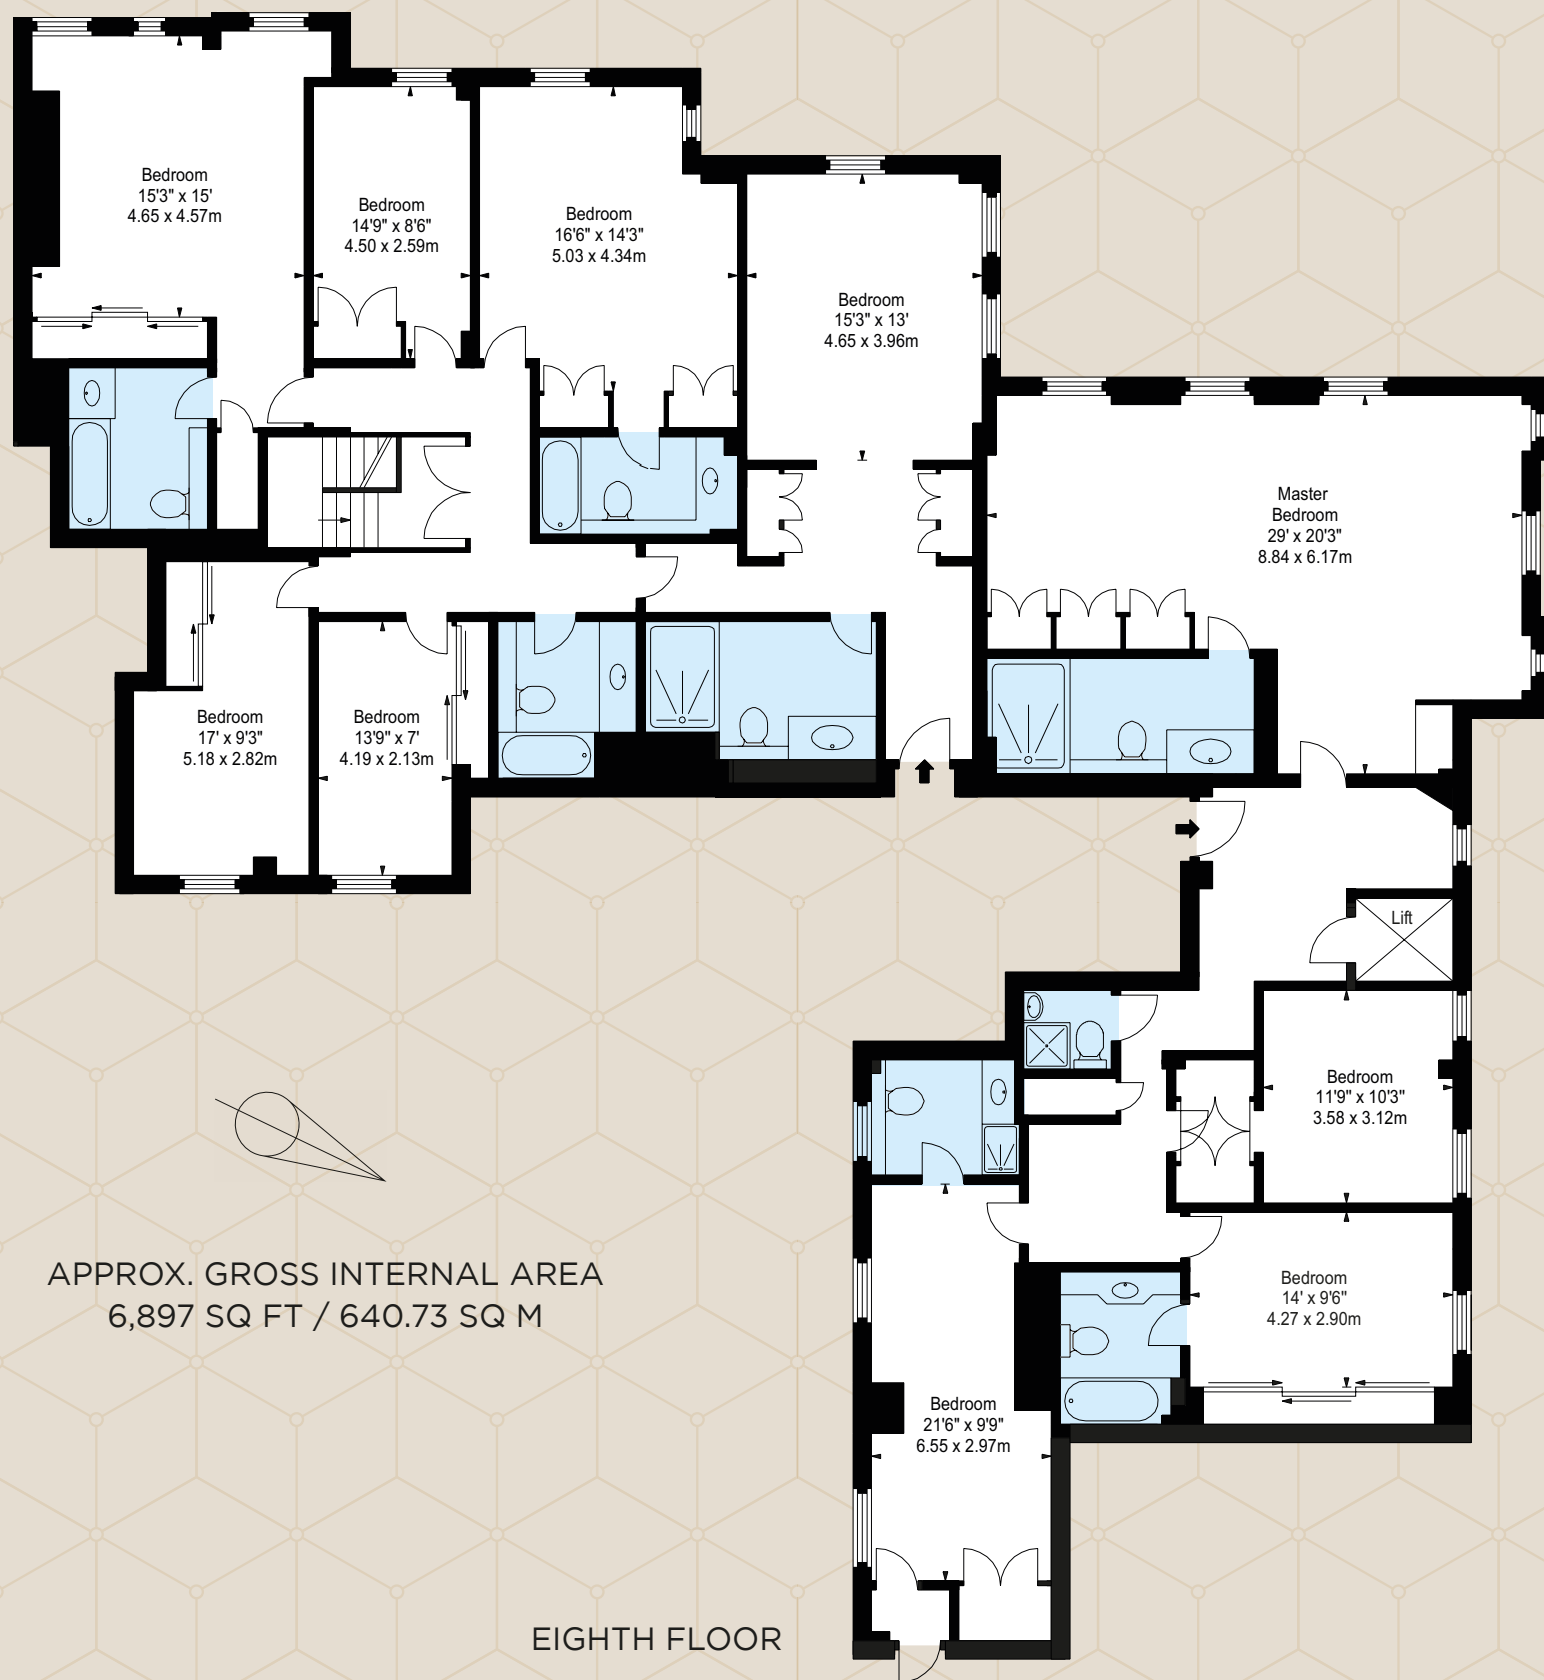 Bedroom
15'3" x 15'
4.65 x 4.57m
Bedroom
14'9" x 8'6"
4.50 x 2.59m
Bedroom
16'6" x 14'3"
5.03 x 4.34m
Bedroom
15'3" x 13'
4.65 x 3.96m
Master
Bedroom
29' x 20'3"
8.84 x 6.17m
Bedroom
17' x 9'3"
5.18 x 2.82m
Bedroom
13'9" x 7'
4.19 x 2.13m
Lift
Bedroom
11'9" x 10'3"
3.58 x 3.12m
Bedroom
14' x 9'6"
4.27 x 2.90m
Bedroom
21'6" x 9'9"
6.55 x 2.97m
APPROX. GROSS INTERNAL AREA
6,897 SQ FT / 640.73 SQ M
EIGHTH FLOOR